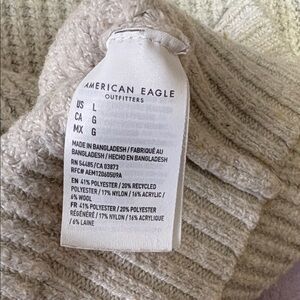 AMERICAN EAGLE
OUTFITTERS
US L
CA G
MX G
MADE IN BANGLADESH / FABRIQUÉ AU
BANGLADESH / HECHO EN BANGLADESH
RN 54485/CA 03873
RFC# AEM120605U9A
EN 41% POLYESTER / 20% RECYCLED
POLYESTER / 17% NYLON / 16% ACRYLIC /
6% WOOL
FR 41% POLYESTER / 20% POLYESTER
RÉGÉNÉRÉ / 17% NYLON / 16% ACRYLIQUE
/ 6% LAINE